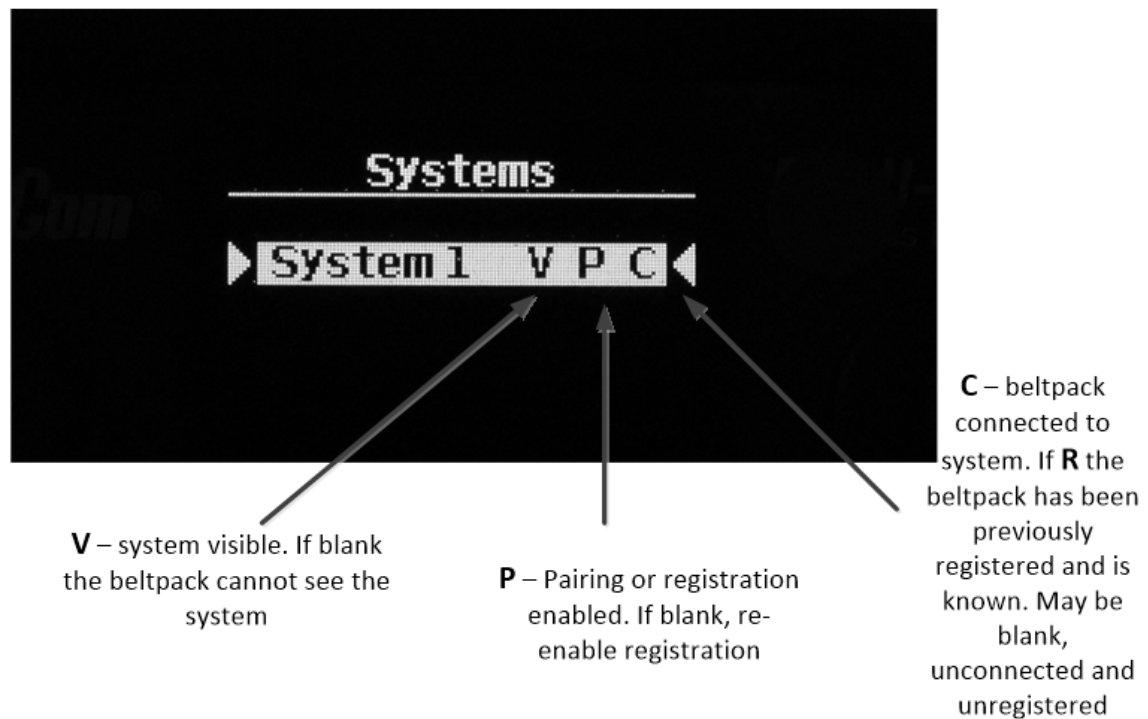 Systems
System 1 V P C
V – system visible. If blank
the beltpack cannot see the
system
P – Pairing or registration
enabled. If blank, re-
enable registration
C – beltpack
connected to
system. If R the
beltpack has been
previously
registered and is
known. May be
blank,
unconnected and
unregistered
Com®